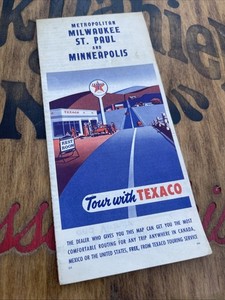 METROPOLITAN
MILWAUKEE
ST. PAUL
AND
MINNEAPOLIS
REST
ROOM
Tour with TEXACO
THE DEALER WHO GIVES YOU THIS MAP CAN GET YOU THE MOST
COMFORTABLE ROUTING FOR ANY TRIP ANYWHERE IN CANADA,
MEXICO OR THE UNITED STATES, FREE, FROM TEXACO TOURING SERVICE